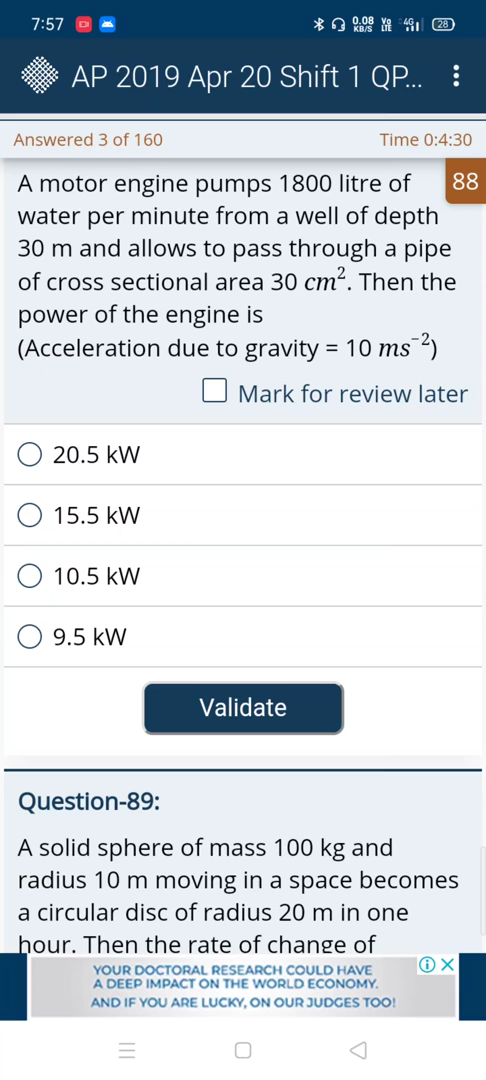 7:57 0.08 KB/S Vo LTE 4G 28
AP 2019 Apr 20 Shift 1 QP...
Answered 3 of 160 Time 0:4:30
A motor engine pumps 1800 litre of 88
water per minute from a well of depth
30 m and allows to pass through a pipe
of cross sectional area 30 cm². Then the
power of the engine is
(Acceleration due to gravity = 10 ms⁻²)
Mark for review later
20.5 kW
15.5 kW
10.5 kW
9.5 kW
Validate
Question-89:
A solid sphere of mass 100 kg and
radius 10 m moving in a space becomes
a circular disc of radius 20 m in one
hour. Then the rate of change of
YOUR DOCTORAL RESEARCH COULD HAVE
A DEEP IMPACT ON THE WORLD ECONOMY.
AND IF YOU ARE LUCKY, ON OUR JUDGES TOO!